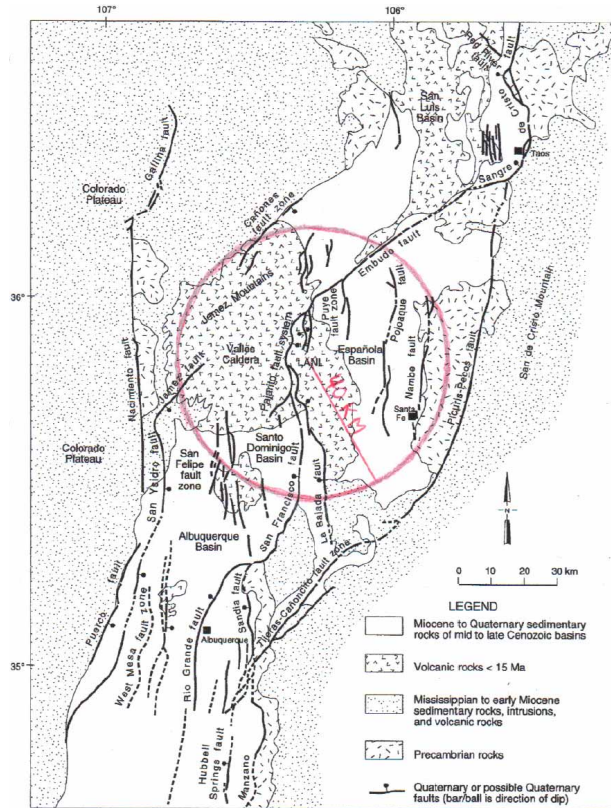 107°
106°
Red River
fault
Cristo
fault
de
San
Luis
Basin
Taos
Sangre
Gallina fault
Colorado
Plateau
Cañones
fault zone
Embudo fault
36°
Jemez Mountains
Puye
fault zone
Pojoaque
fault
Valles
Caldera
Pajarito fault system
LANL
Española
Basin
Nambe fault
Picuris-Pecos fault
San de Cristo Mountain
Nacimiento fault
Jemez fault
40 KM
Santa
Fe
Colorado
Plateau
San Ysidro fault
San
Felipe
fault
zone
Santo
Dominigo
Basin
San Francisco
fault
La Bajada
fault
N
Albuquerque
Basin
0 10 20 30 km
Puerco
fault
West Mesa fault zone
Rio Grande fault
Sandia fault
Tijeras-Cañoncito fault zone
Albuquerque
35°
Hubbell
Springs fault
Manzano
LEGEND
Miocene to Quaternary sedimentary
rocks of mid to late Cenozoic basins
Volcanic rocks < 15 Ma
Mississippian to early Miocene
sedimentary rocks, intrusions,
and volcanic rocks
Precambrian rocks
Quaternary or possible Quaternary
faults (bar/ball is direction of dip)